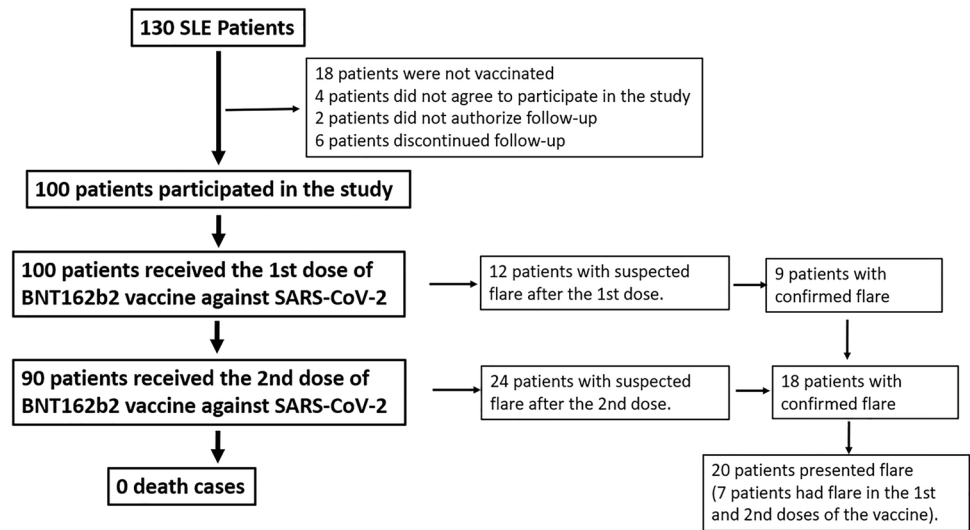 130 SLE Patients
18 patients were not vaccinated
4 patients did not agree to participate in the study
2 patients did not authorize follow-up
6 patients discontinued follow-up
100 patients participated in the study
100 patients received the 1st dose of
BNT162b2 vaccine against SARS-CoV-2
12 patients with suspected
flare after the 1st dose.
9 patients with
confirmed flare
90 patients received the 2nd dose of
BNT162b2 vaccine against SARS-CoV-2
24 patients with suspected
flare after the 2nd dose.
18 patients with
confirmed flare
0 death cases
20 patients presented flare
(7 patients had flare in the 1st
and 2nd doses of the vaccine).